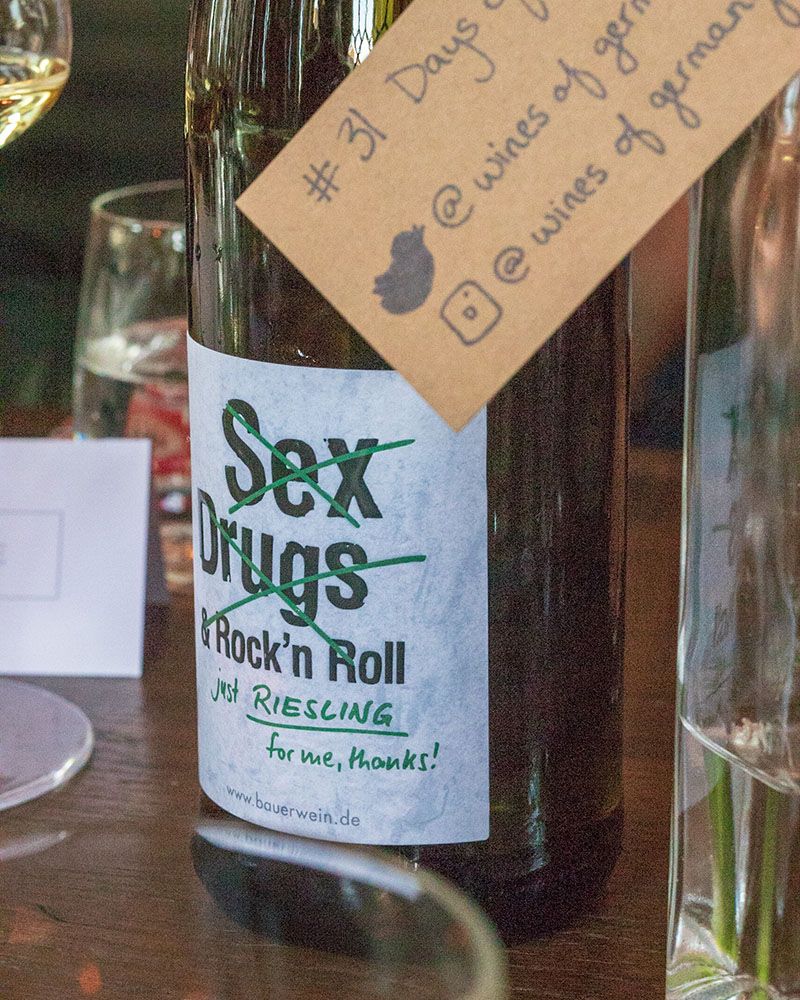 # 31 Days
@ wines of
@ wines of german
Sex
Drugs
& Rock'n Roll
just RIESLING
for me, thanks!
www.bauerwein.de